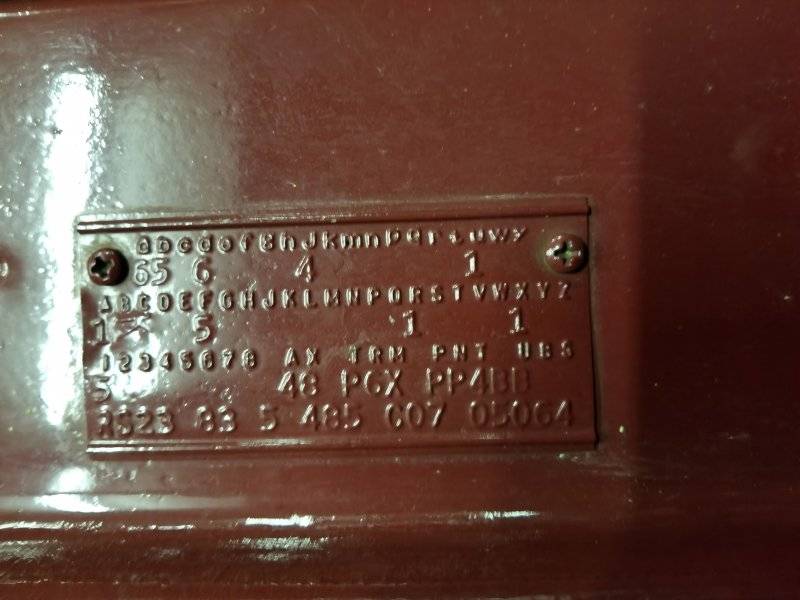 abcdefghJkmnpqrtuwy
65 6 4 1
ABCDEFGHJKLMNPQRSTVWXYZ
1 5 1 1
12345678 AX TRM PNT UBS
5 48 PGX PP4BB
RS23 83 5 485 C07 05064